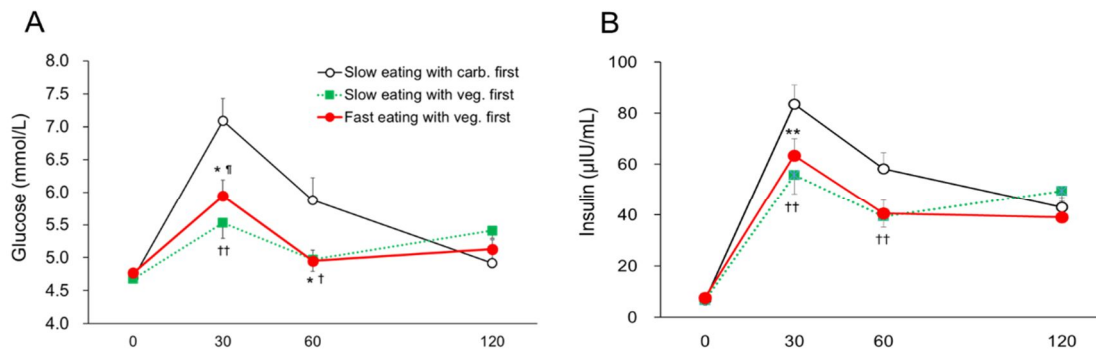 A
Glucose (mmol/L)
8.0
7.5
7.0
6.5
6.0
5.5
5.0
4.5
4.0
Slow eating with carb. first
Slow eating with veg. first
Fast eating with veg. first
* ¶
††
* †
0 30 60 120
B
Insulin (µIU/mL)
100
80
60
40
20
0
**
††
††
0 30 60 120